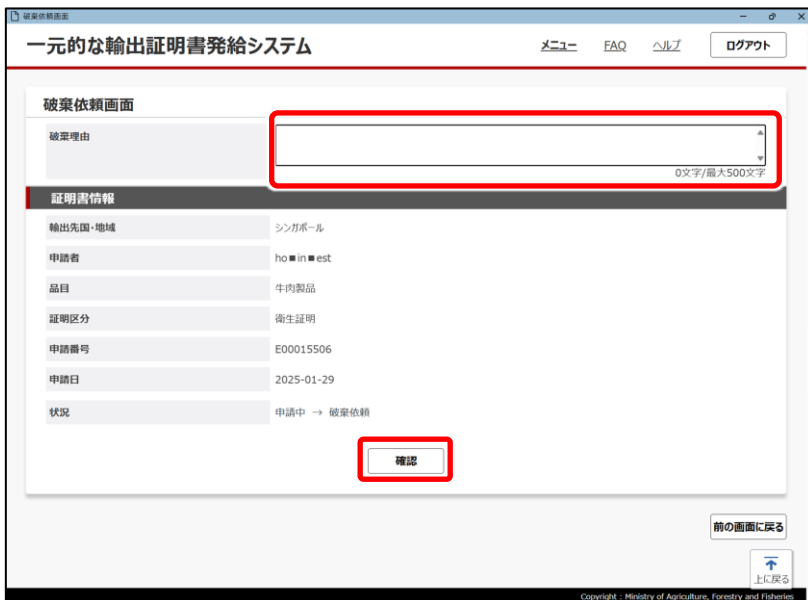 破棄依頼画面
一元的な輸出証明書発給システム
メニュー FAQ ヘルプ ログアウト
破棄依頼画面
破棄理由
0文字/最大500文字
証明書情報
輸出先国・地域 シンガポール
申請者 ho■in■est
品目 牛肉製品
証明区分 衛生証明
申請番号 E00015506
申請日 2025-01-29
状況 申請中 → 破棄依頼
確認
前の画面に戻る
上に戻る
Copyright : Ministry of Agriculture, Forestry and Fisheries